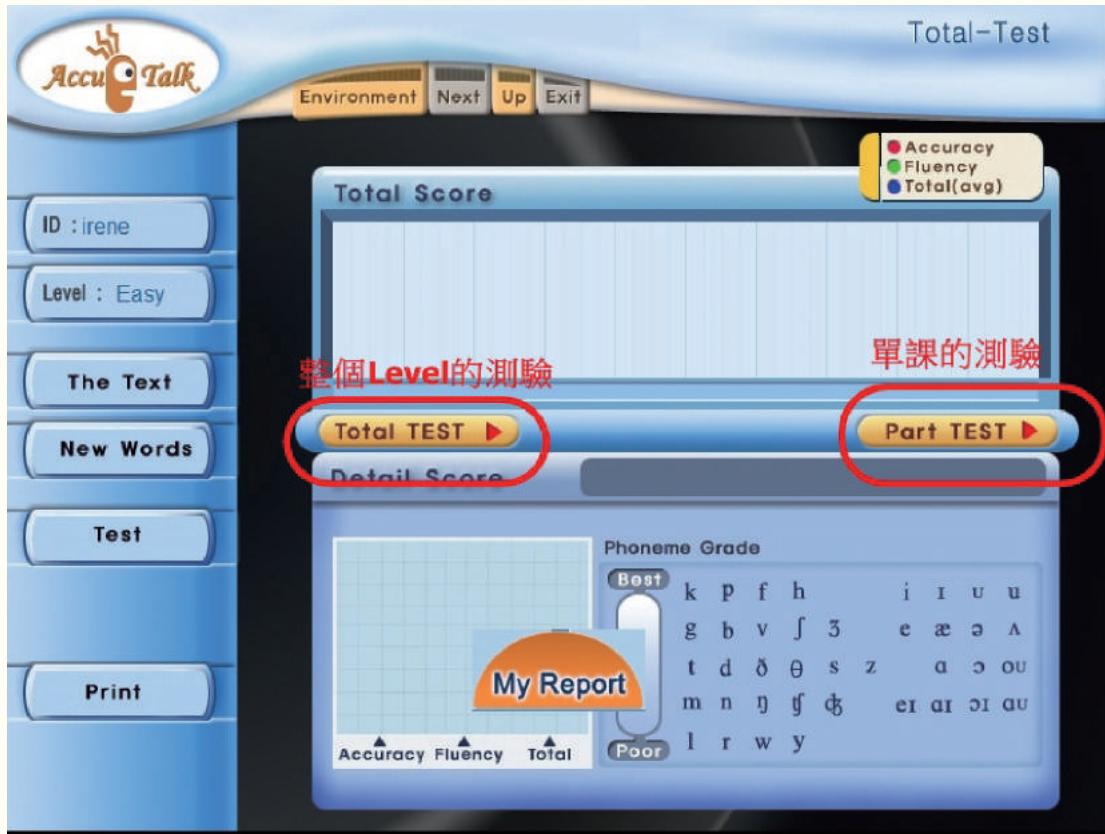 Accu Talk
Total-Test
Environment Next Up Exit
Accuracy
Fluency
Total(avg)
Total Score
ID : irene
Level : Easy
The Text
New Words
Test
Print
整個Level的測驗
單課的測驗
Total TEST
Part TEST
Detail Score
Phoneme Grade
Best
k p f h i ɪ ʊ u
g b v ʃ ʒ e æ ə ʌ
t d ð θ s z ɑ ɔ oʊ
m n ŋ ʧ ʤ eɪ ɑɪ ɔɪ ɑʊ
l r w y
Poor
My Report
Accuracy Fluency Total